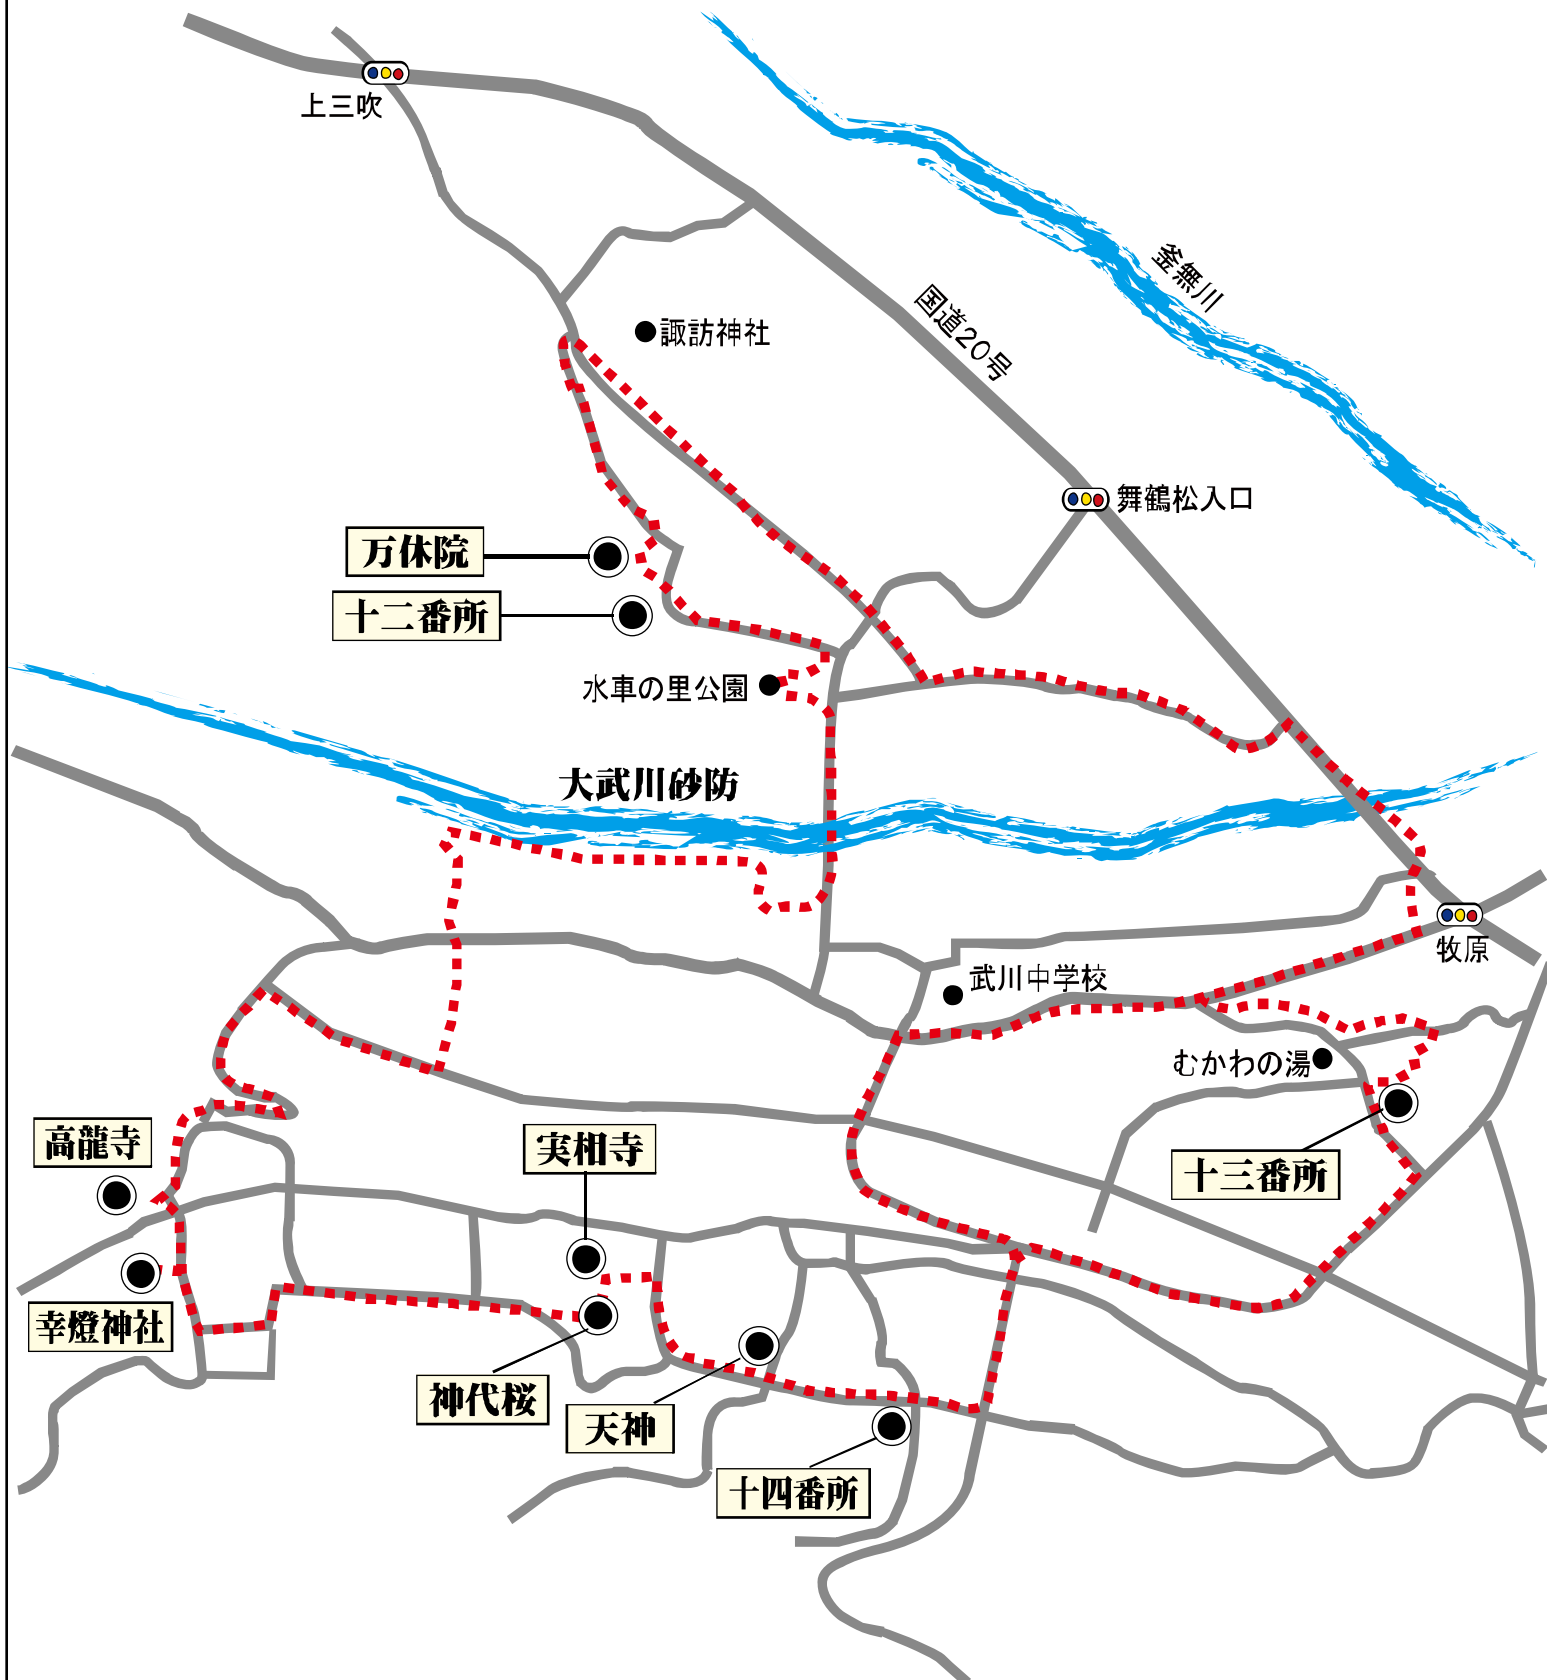 上三吹
釜無川
国道20号
諏訪神社
舞鶴松入口
万休院
十二番所
水車の里公園
大武川砂防
牧原
武川中学校
むかわの湯
高龍寺
実相寺
十三番所
幸燈神社
神代桜
天神
十四番所